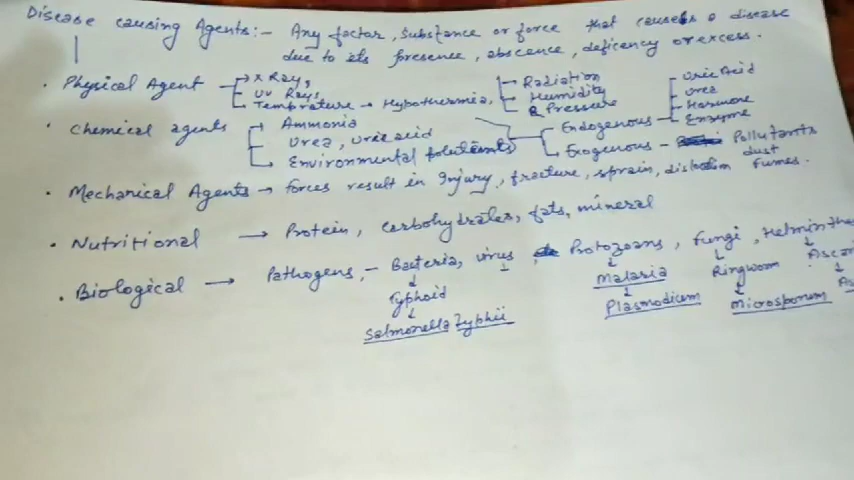 Disease causing Agents:- Any factor, substance or force that causes a disease
due to its presence, abscence, deficency or excess.
• Physical Agent - X Rays,
UV Rays,
Temprature → Hypothermia,
Radiation
Humidity
Pressure
• Chemical agents
Ammonia
Urea, Uric acid
Environmental polutents
Endogenous -
Uric Acid
Urea
Harmone
Enzyme
Exogenous - Pollutants
dust
fumes.
• Mechanical Agents → forces result in Injury, fracture, sprain,
• Nutritional → Protein, carbohydrates, fats, mineral
• Biological → Pathogens, - Bacteria, virus, Protozoans, Fungi, Helminthes
↓ Typhoid
↓ Salmonella Typhii
↓ Malaria
↓ Plasmodium
↓ Ringworm
↓ Microsporum
↓ Ascari